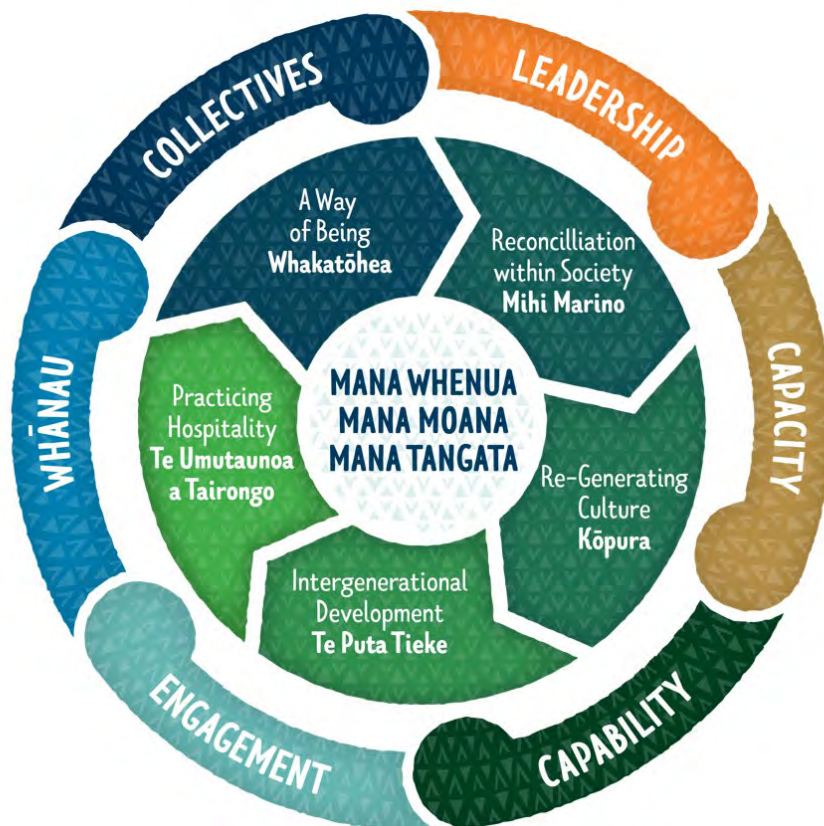 COLLECTIVES
LEADERSHIP
CAPACITY
CAPABILITY
ENGAGEMENT
WHĀNAU
A Way
of Being
Whakatōhea
Reconcilliation
within Society
Mihi Marino
Re-Generating
Culture
Kōpura
Intergenerational
Development
Te Puta Tieke
Practicing
Hospitality
Te Umutaunoa
a Tairongo
MANA WHENUA
MANA MOANA
MANA TANGATA